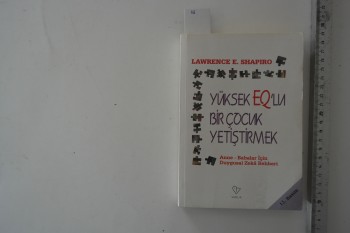 LAWRENCE E. SHAPIRO
YÜKSEK EQ'LU
BİR ÇOCUK
YETİŞTİRMEK
Anne - Babalar İçin
Duygusal Zekâ Rehberi